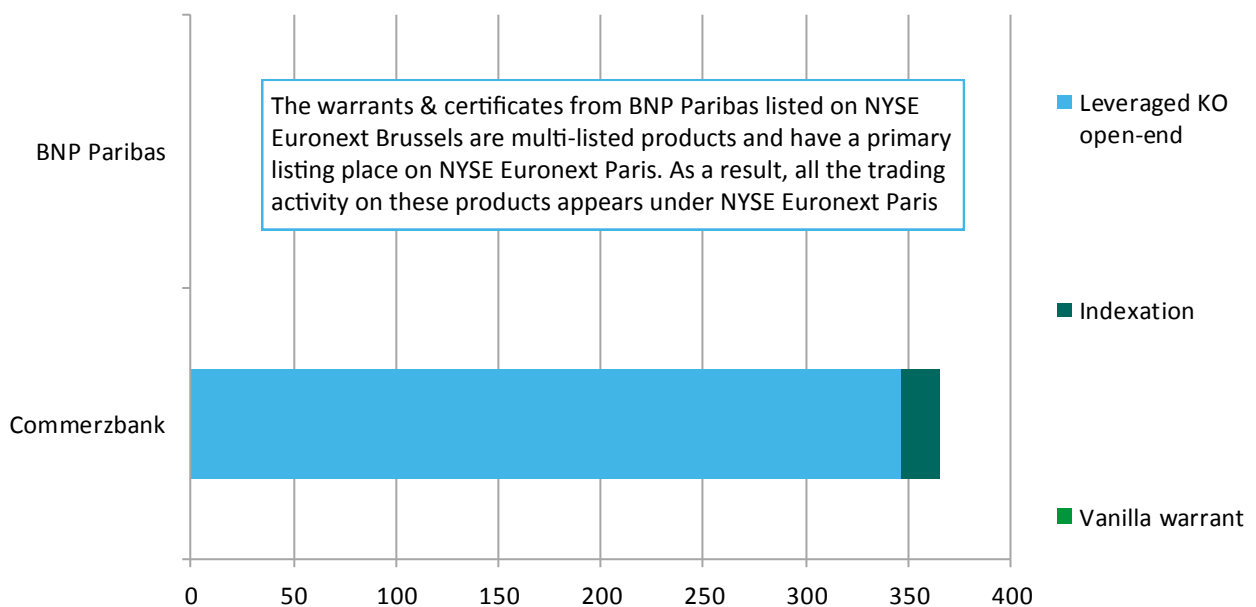 The warrants & certificates from BNP Paribas listed on NYSE
Euronext Brussels are multi-listed products and have a primary
listing place on NYSE Euronext Paris. As a result, all the trading
activity on these products appears under NYSE Euronext Paris
BNP Paribas
Commerzbank
0 50 100 150 200 250 300 350 400
Leveraged KO
open-end
Indexation
Vanilla warrant